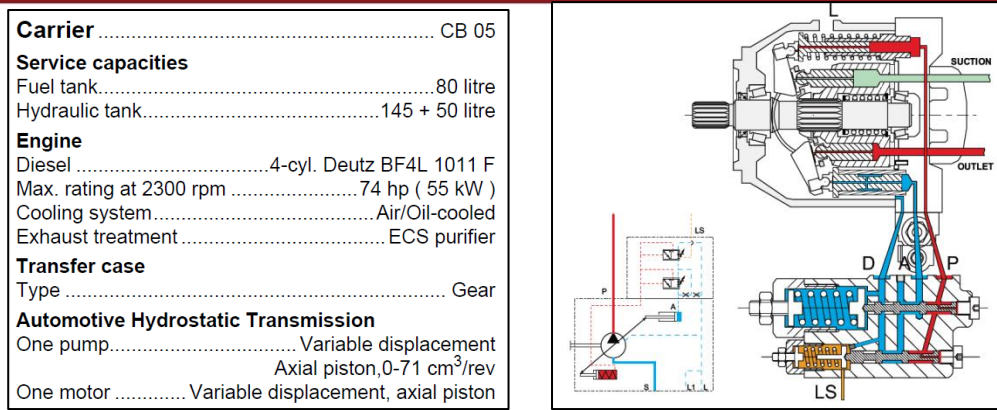 Carrier ................................................................ CB 05
Service capacities
Fuel tank................................................................80 litre
Hydraulic tank.............................................145 + 50 litre
Engine
Diesel .....................................4-cyl. Deutz BF4L 1011 F
Max. rating at 2300 rpm ........................74 hp ( 55 kW )
Cooling system..........................................Air/Oil-cooled
Exhaust treatment .....................................ECS purifier
Transfer case
Type .......................................................................... Gear
Automotive Hydrostatic Transmission
One pump...................................Variable displacement
Axial piston,0-71 cm³/rev
One motor ............. Variable displacement, axial piston
L
SUCTION
OUTLET
D A P
LS
LS
P
A
S
L1
L